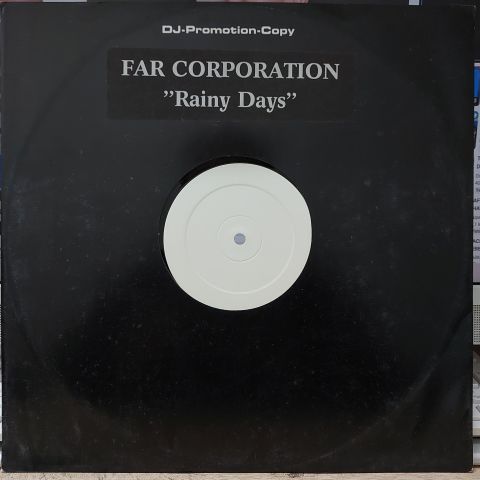 DJ-Promotion-Copy
FAR CORPORATION
”Rainy Days”